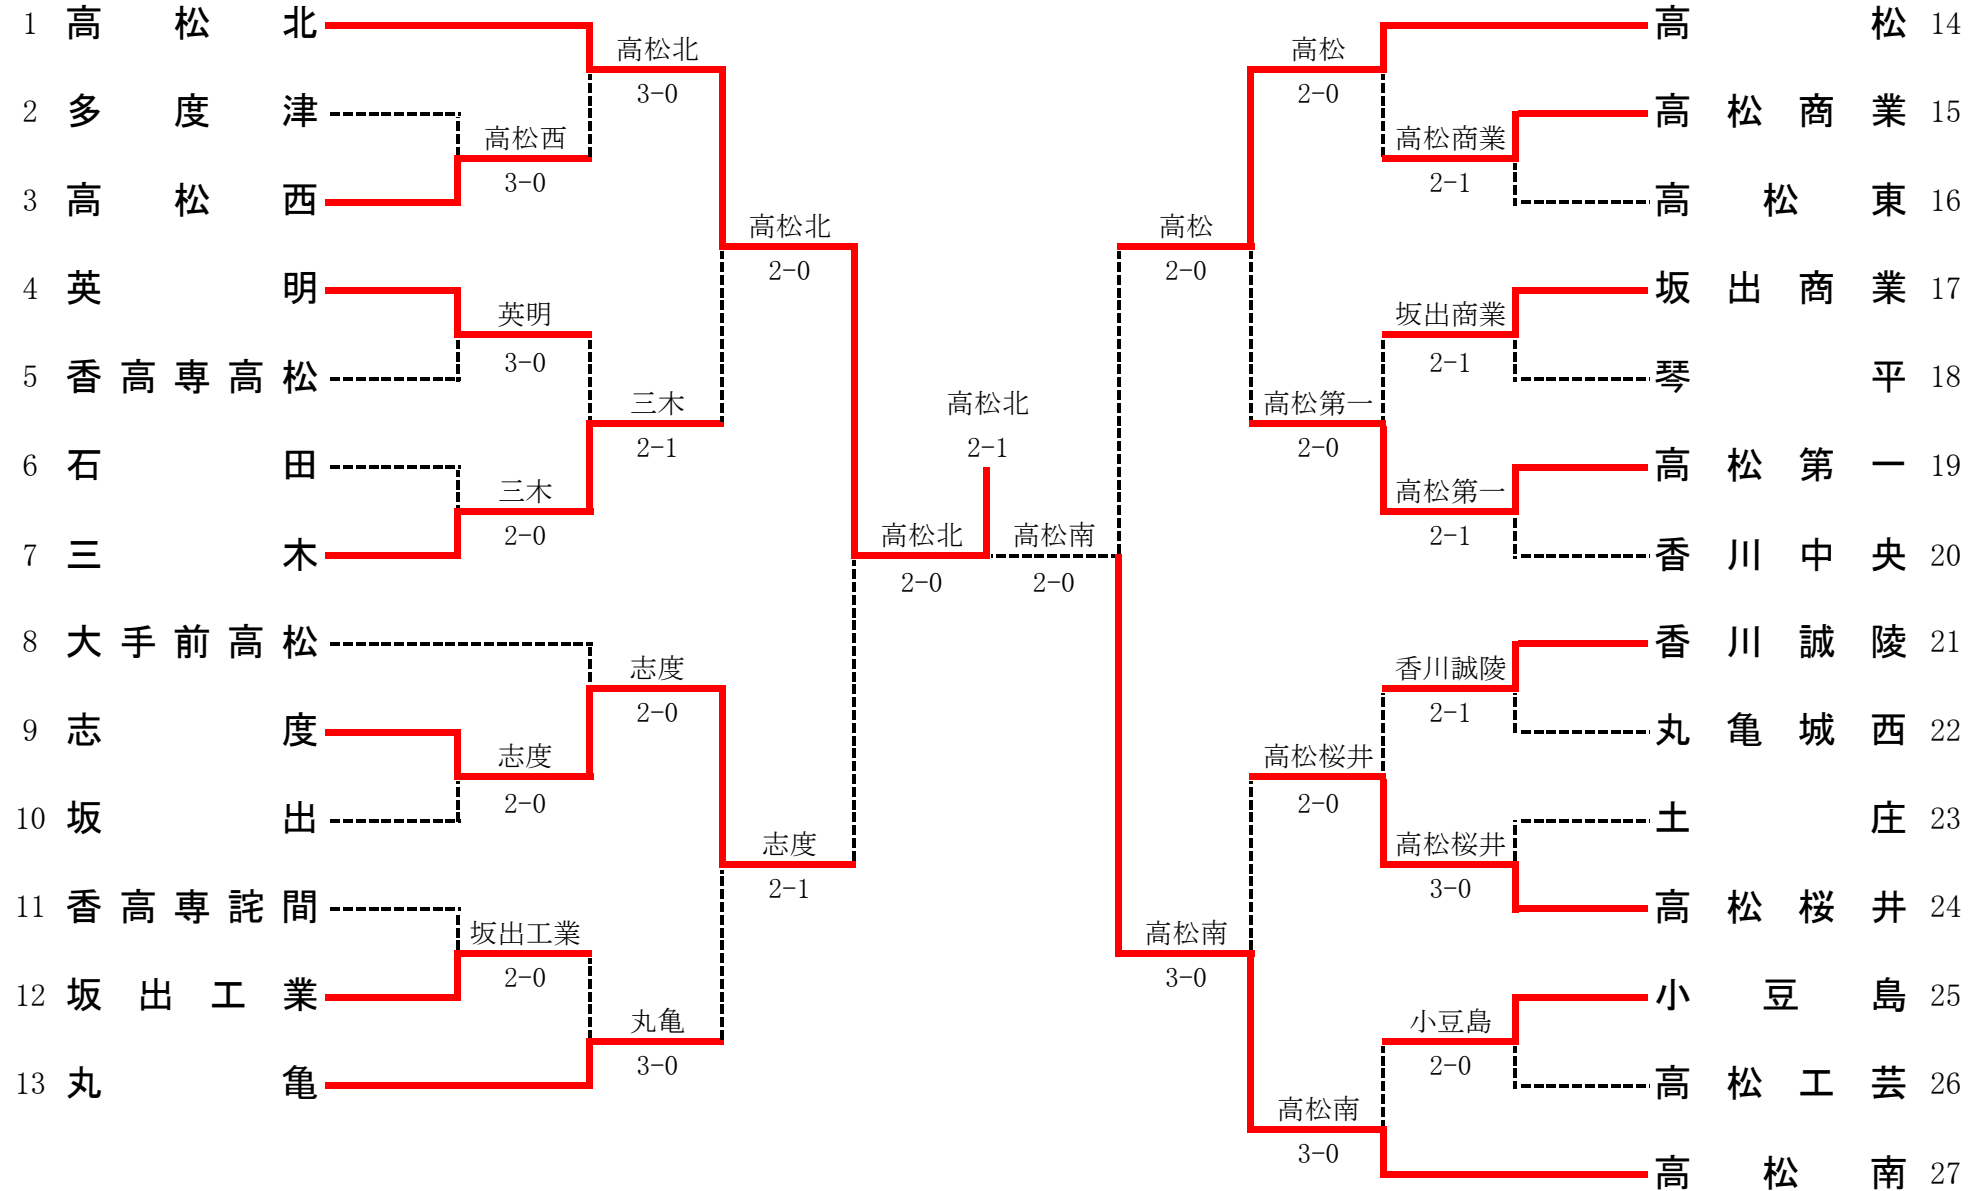 1 高松北
2 多度津
3 高松西
4 英明
5 香高専高松
6 石田
7 三木
8 大手前高松
9 志度
10 坂出
11 香高専詫間
12 坂出工業
13 丸亀
高松西
3-0
英明
3-0
三木
2-0
志度
2-0
坂出工業
2-0
高松北
3-0
三木
2-1
志度
2-0
丸亀
3-0
高松北
2-0
志度
2-1
高松北
2-0
高松北
2-1
高松南
2-0
高松
2-0
高松南
3-0
高松
2-0
高松第一
2-0
高松桜井
2-0
高松南
3-0
高松商業
2-1
坂出商業
2-1
高松第一
2-1
香川誠陵
2-1
高松桜井
3-0
小豆島
2-0
高松 14
高松商業 15
高松東 16
坂出商業 17
琴平 18
高松第一 19
香川中央 20
香川誠陵 21
丸亀城西 22
土庄 23
高松桜井 24
小豆島 25
高松工芸 26
高松南 27